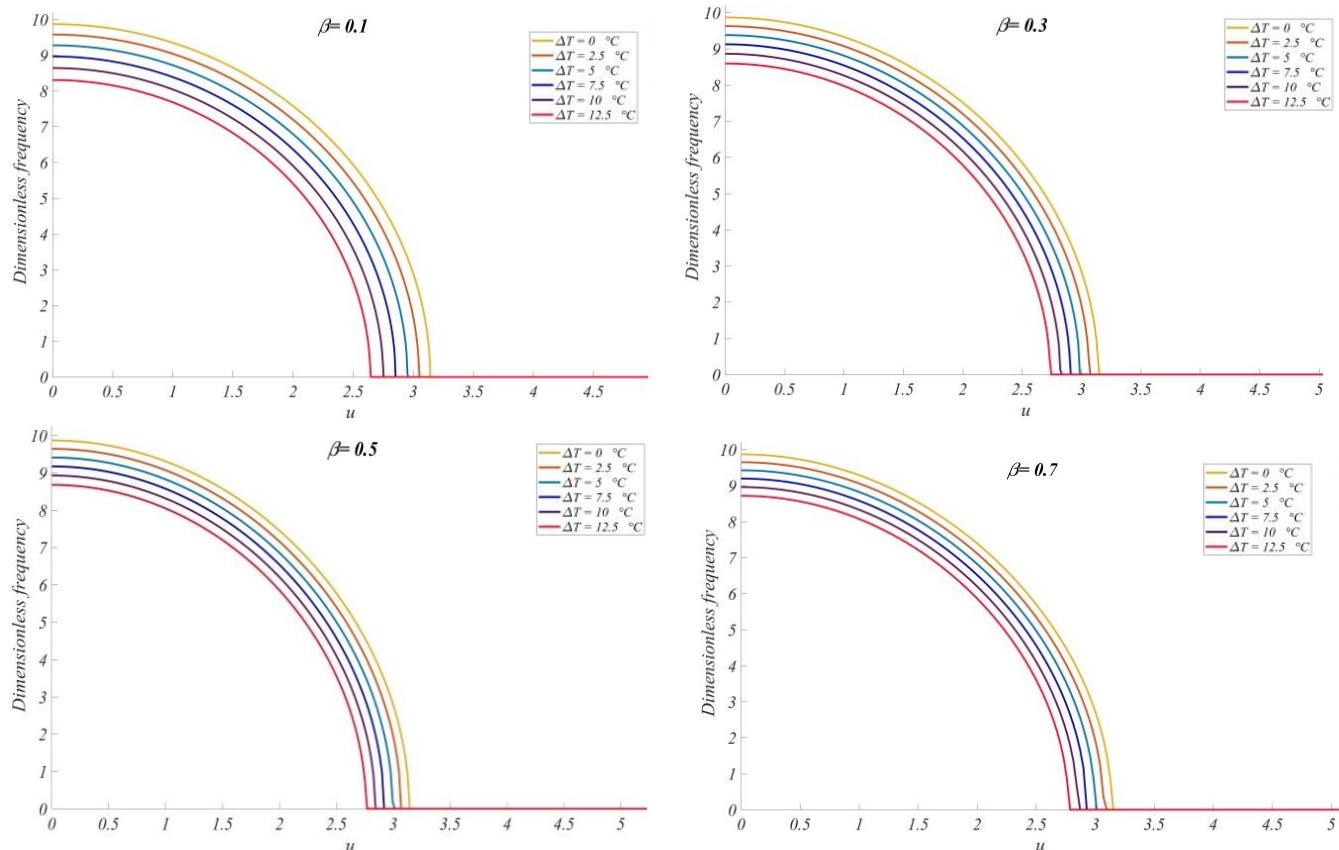 β= 0.1
10
9
8
7
6
5
4
3
2
1
0
Dimensionless frequency
ΔT = 0 °C
ΔT = 2.5 °C
ΔT = 5 °C
ΔT = 7.5 °C
ΔT = 10 °C
ΔT = 12.5 °C
0 0.5 1 1.5 2 2.5 3 3.5 4 4.5
u
β= 0.3
10
9
8
7
6
5
4
3
2
1
0
Dimensionless frequency
ΔT = 0 °C
ΔT = 2.5 °C
ΔT = 5 °C
ΔT = 7.5 °C
ΔT = 10 °C
ΔT = 12.5 °C
0 0.5 1 1.5 2 2.5 3 3.5 4 4.5 5
u
β= 0.5
10
9
8
7
6
5
4
3
2
1
0
Dimensionless frequency
ΔT = 0 °C
ΔT = 2.5 °C
ΔT = 5 °C
ΔT = 7.5 °C
ΔT = 10 °C
ΔT = 12.5 °C
0 0.5 1 1.5 2 2.5 3 3.5 4 4.5 5
u
β= 0.7
10
9
8
7
6
5
4
3
2
1
0
Dimensionless frequency
ΔT = 0 °C
ΔT = 2.5 °C
ΔT = 5 °C
ΔT = 7.5 °C
ΔT = 10 °C
ΔT = 12.5 °C
0 0.5 1 1.5 2 2.5 3 3.5 4 4.5 5
u